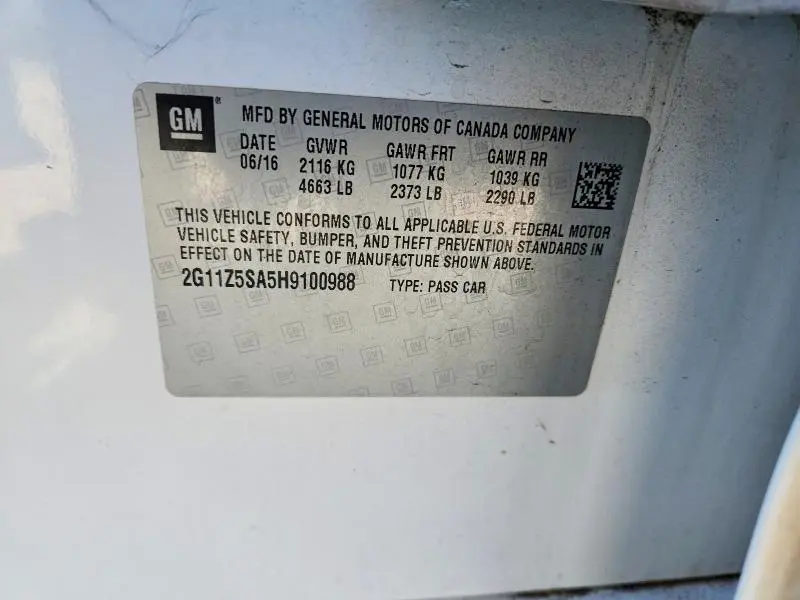 GM ® MFD BY GENERAL MOTORS OF CANADA COMPANY
DATE GVWR GAWR FRT GAWR RR
06/16 2116 KG 1077 KG 1039 KG
4663 LB 2373 LB 2290 LB
THIS VEHICLE CONFORMS TO ALL APPLICABLE U.S. FEDERAL MOTOR
VEHICLE SAFETY, BUMPER, AND THEFT PREVENTION STANDARDS IN
EFFECT ON THE DATE OF MANUFACTURE SHOWN ABOVE.
2G11Z5SA5H9100988 TYPE: PASS CAR